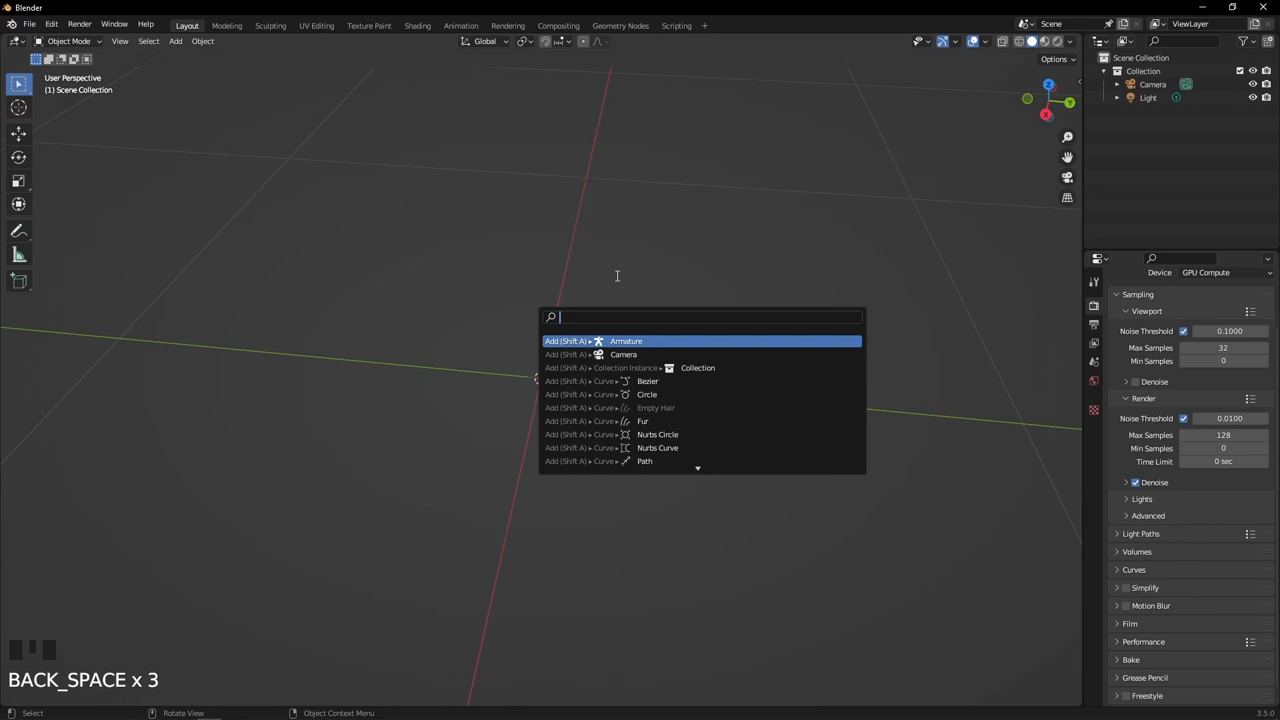 Blender
File Edit Render Window Help
Layout Modeling Sculpting UV Editing Texture Paint Shading Animation Rendering Compositing Geometry Nodes Scripting +
Scene
ViewLayer
Object Mode View Select Add Object
Global
Options
User Perspective
(1) Scene Collection
Z
Y
X
Scene Collection
Collection
Camera
Light
Add (Shift A) ▸ Armature
Add (Shift A) ▸ Camera
Add (Shift A) ▸ Collection Instance ▸ Collection
Add (Shift A) ▸ Curve ▸ Bezier
Add (Shift A) ▸ Curve ▸ Circle
Add (Shift A) ▸ Curve ▸ Empty Hair
Add (Shift A) ▸ Curve ▸ Fur
Add (Shift A) ▸ Curve ▸ Nurbs Circle
Add (Shift A) ▸ Curve ▸ Nurbs Curve
Add (Shift A) ▸ Curve ▸ Path
Device GPU Compute
Sampling
Viewport
Noise Threshold 0.1000
Max Samples 32
Min Samples 0
Denoise
Render
Noise Threshold 0.0100
Max Samples 128
Min Samples 0
Time Limit 0 sec
Denoise
Lights
Advanced
Light Paths
Volumes
Curves
Simplify
Motion Blur
Film
Performance
Bake
Grease Pencil
Freestyle
BACK_SPACE x 3
Select Rotate View Object Context Menu 3.5.0